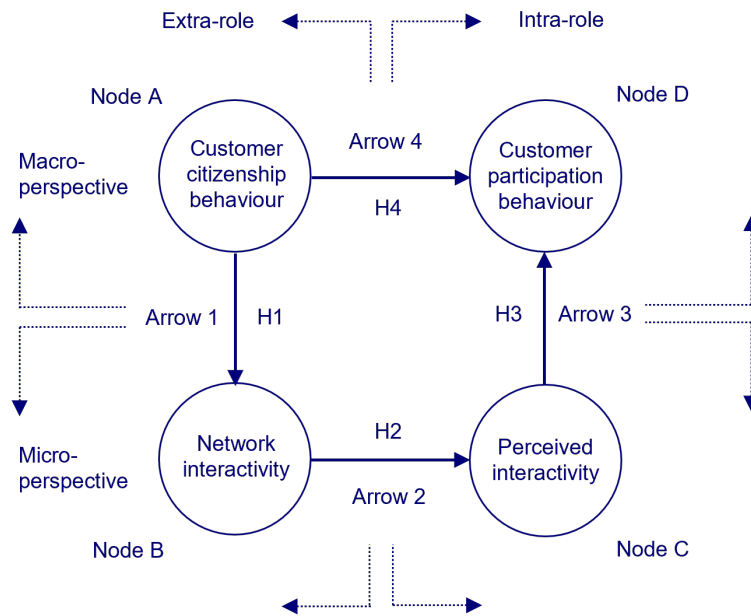 Extra-role
Intra-role
Node A
Node D
Macro-
perspective
Customer
citizenship
behaviour
Arrow 4
H4
Customer
participation
behaviour
Arrow 1
H1
H3
Arrow 3
Micro-
perspective
Network
interactivity
H2
Arrow 2
Perceived
interactivity
Node B
Node C